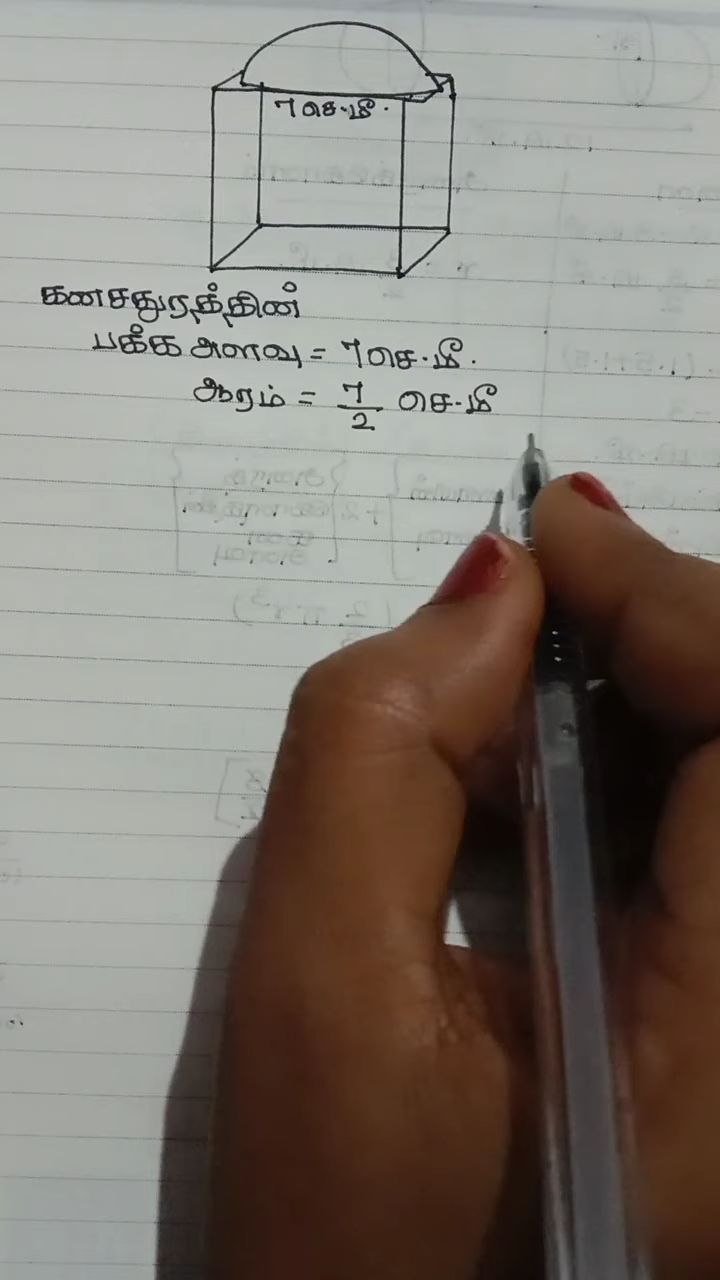 7செ.மீ.
கனசதுரத்தின்
பக்க அளவு = 7செ.மீ.
ஆரம் = 7/2 செ.மீ